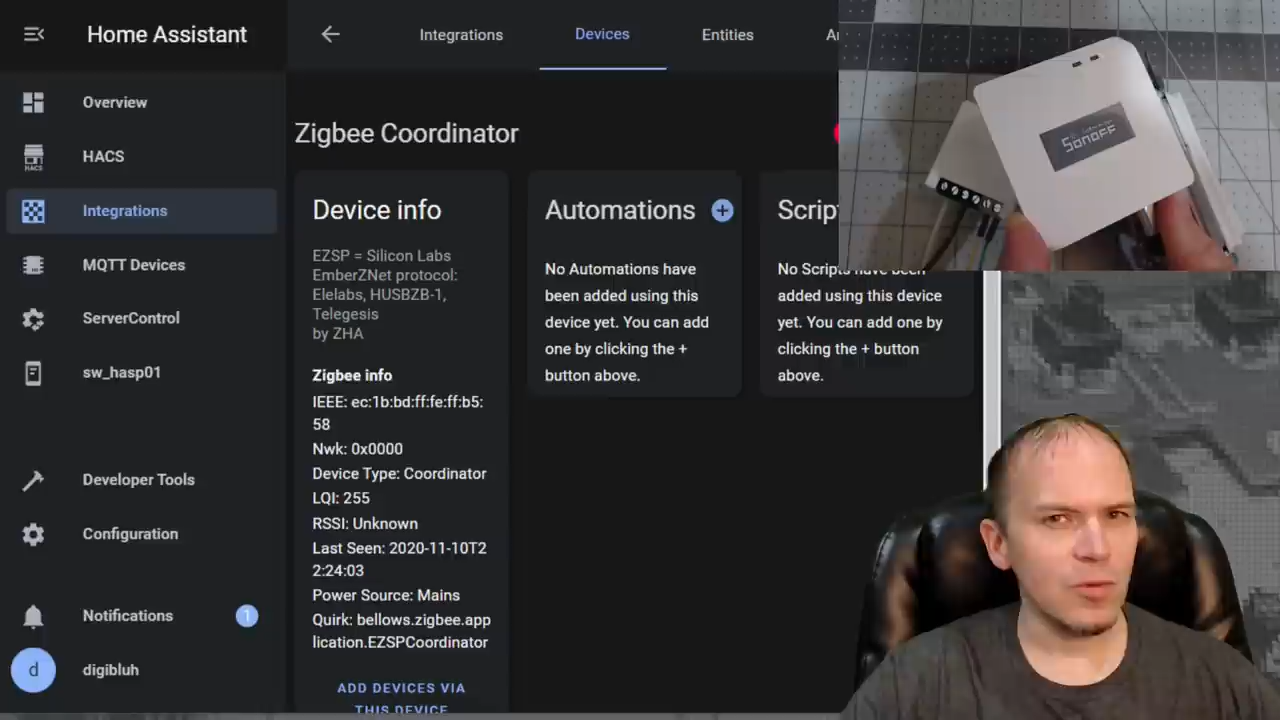 Home Assistant
Integrations
Devices
Entities
Overview
HACS
HACS
Integrations
MQTT Devices
ServerControl
sw_hasp01
Developer Tools
Configuration
Notifications
1
d
digibluh
Zigbee Coordinator
Device info
EZSP = Silicon Labs
EmberZNet protocol:
Elelabs, HUSBZB-1,
Telegesis
by ZHA
Zigbee info
IEEE: ec:1b:bd:ff:fe:ff:b5:
58
Nwk: 0x0000
Device Type: Coordinator
LQI: 255
RSSI: Unknown
Last Seen: 2020-11-10T2
2:24:03
Power Source: Mains
Quirk: bellows.zigbee.app
lication.EZSPCoordinator
ADD DEVICES VIA
THIS DEVICE
Automations
No Automations have
been added using this
device yet. You can add
one by clicking the +
button above.
Script
No Scripts have been
added using this device
yet. You can add one by
clicking the + button
above.
SONOFF